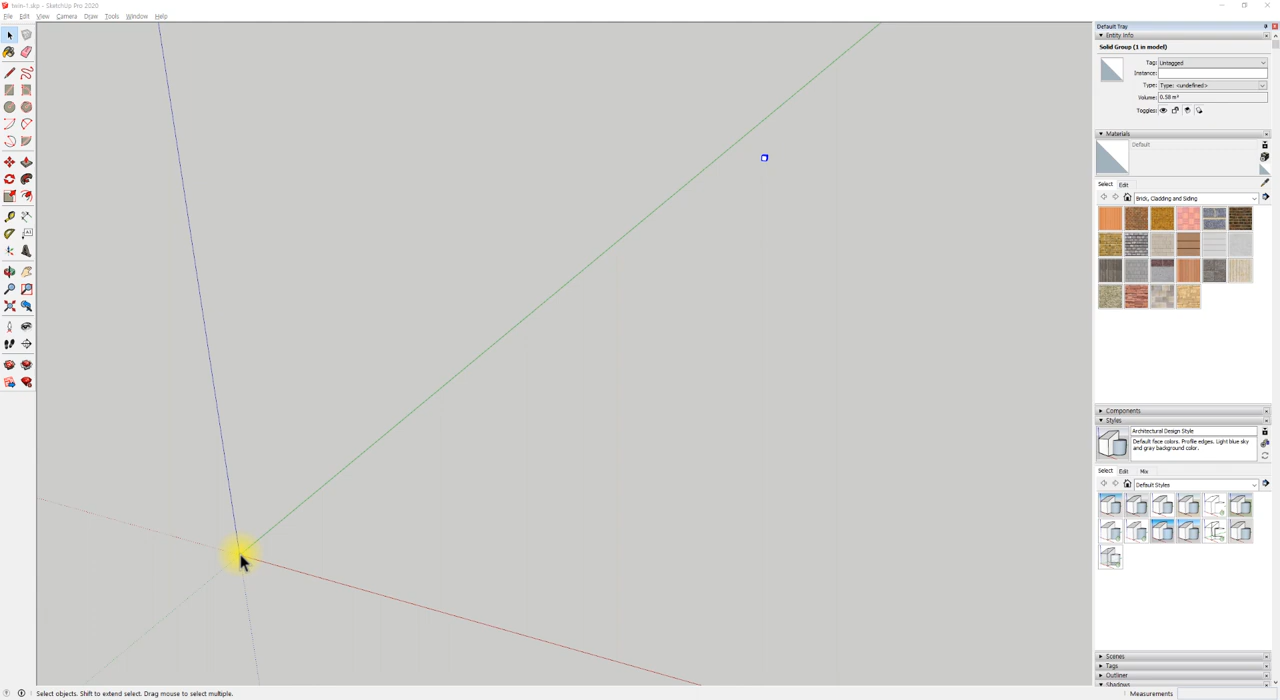 twin-1.skp - SketchUp Pro 2020
File Edit View Camera Draw Tools Window Help
Default Tray
Entity Info
Solid Group (1 in model)
Tag: Untagged
Instance:
Type: Type: <undefined>
Volume: 0.58 m³
Toggles:
Materials
Default
Select Edit
Brick, Cladding and Siding
Components
Styles
Architectural Design Style
Default face colors. Profile edges. Light blue sky
and gray background color.
Select Edit Mix
Default Styles
Scenes
Tags
Outliner
Shadows
Select objects. Shift to extend select. Drag mouse to select multiple.
Measurements